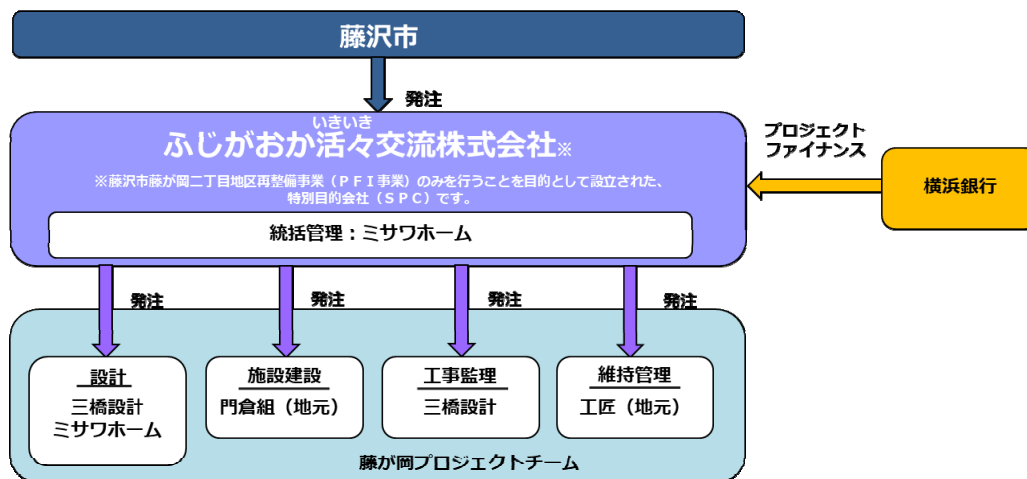 藤沢市
発注
いきいき
ふじがおか活々交流株式会社※
※藤沢市藤が岡二丁目地区再整備事業（ＰＦＩ事業）のみを行うことを目的として設立された、
特別目的会社（ＳＰＣ）です。
統括管理：ミサワホーム
プロジェクト
ファイナンス
横浜銀行
発注
発注
発注
発注
設計
三橋設計
ミサワホーム
施設建設
門倉組（地元）
工事監理
三橋設計
維持管理
工匠（地元）
藤が岡プロジェクトチーム